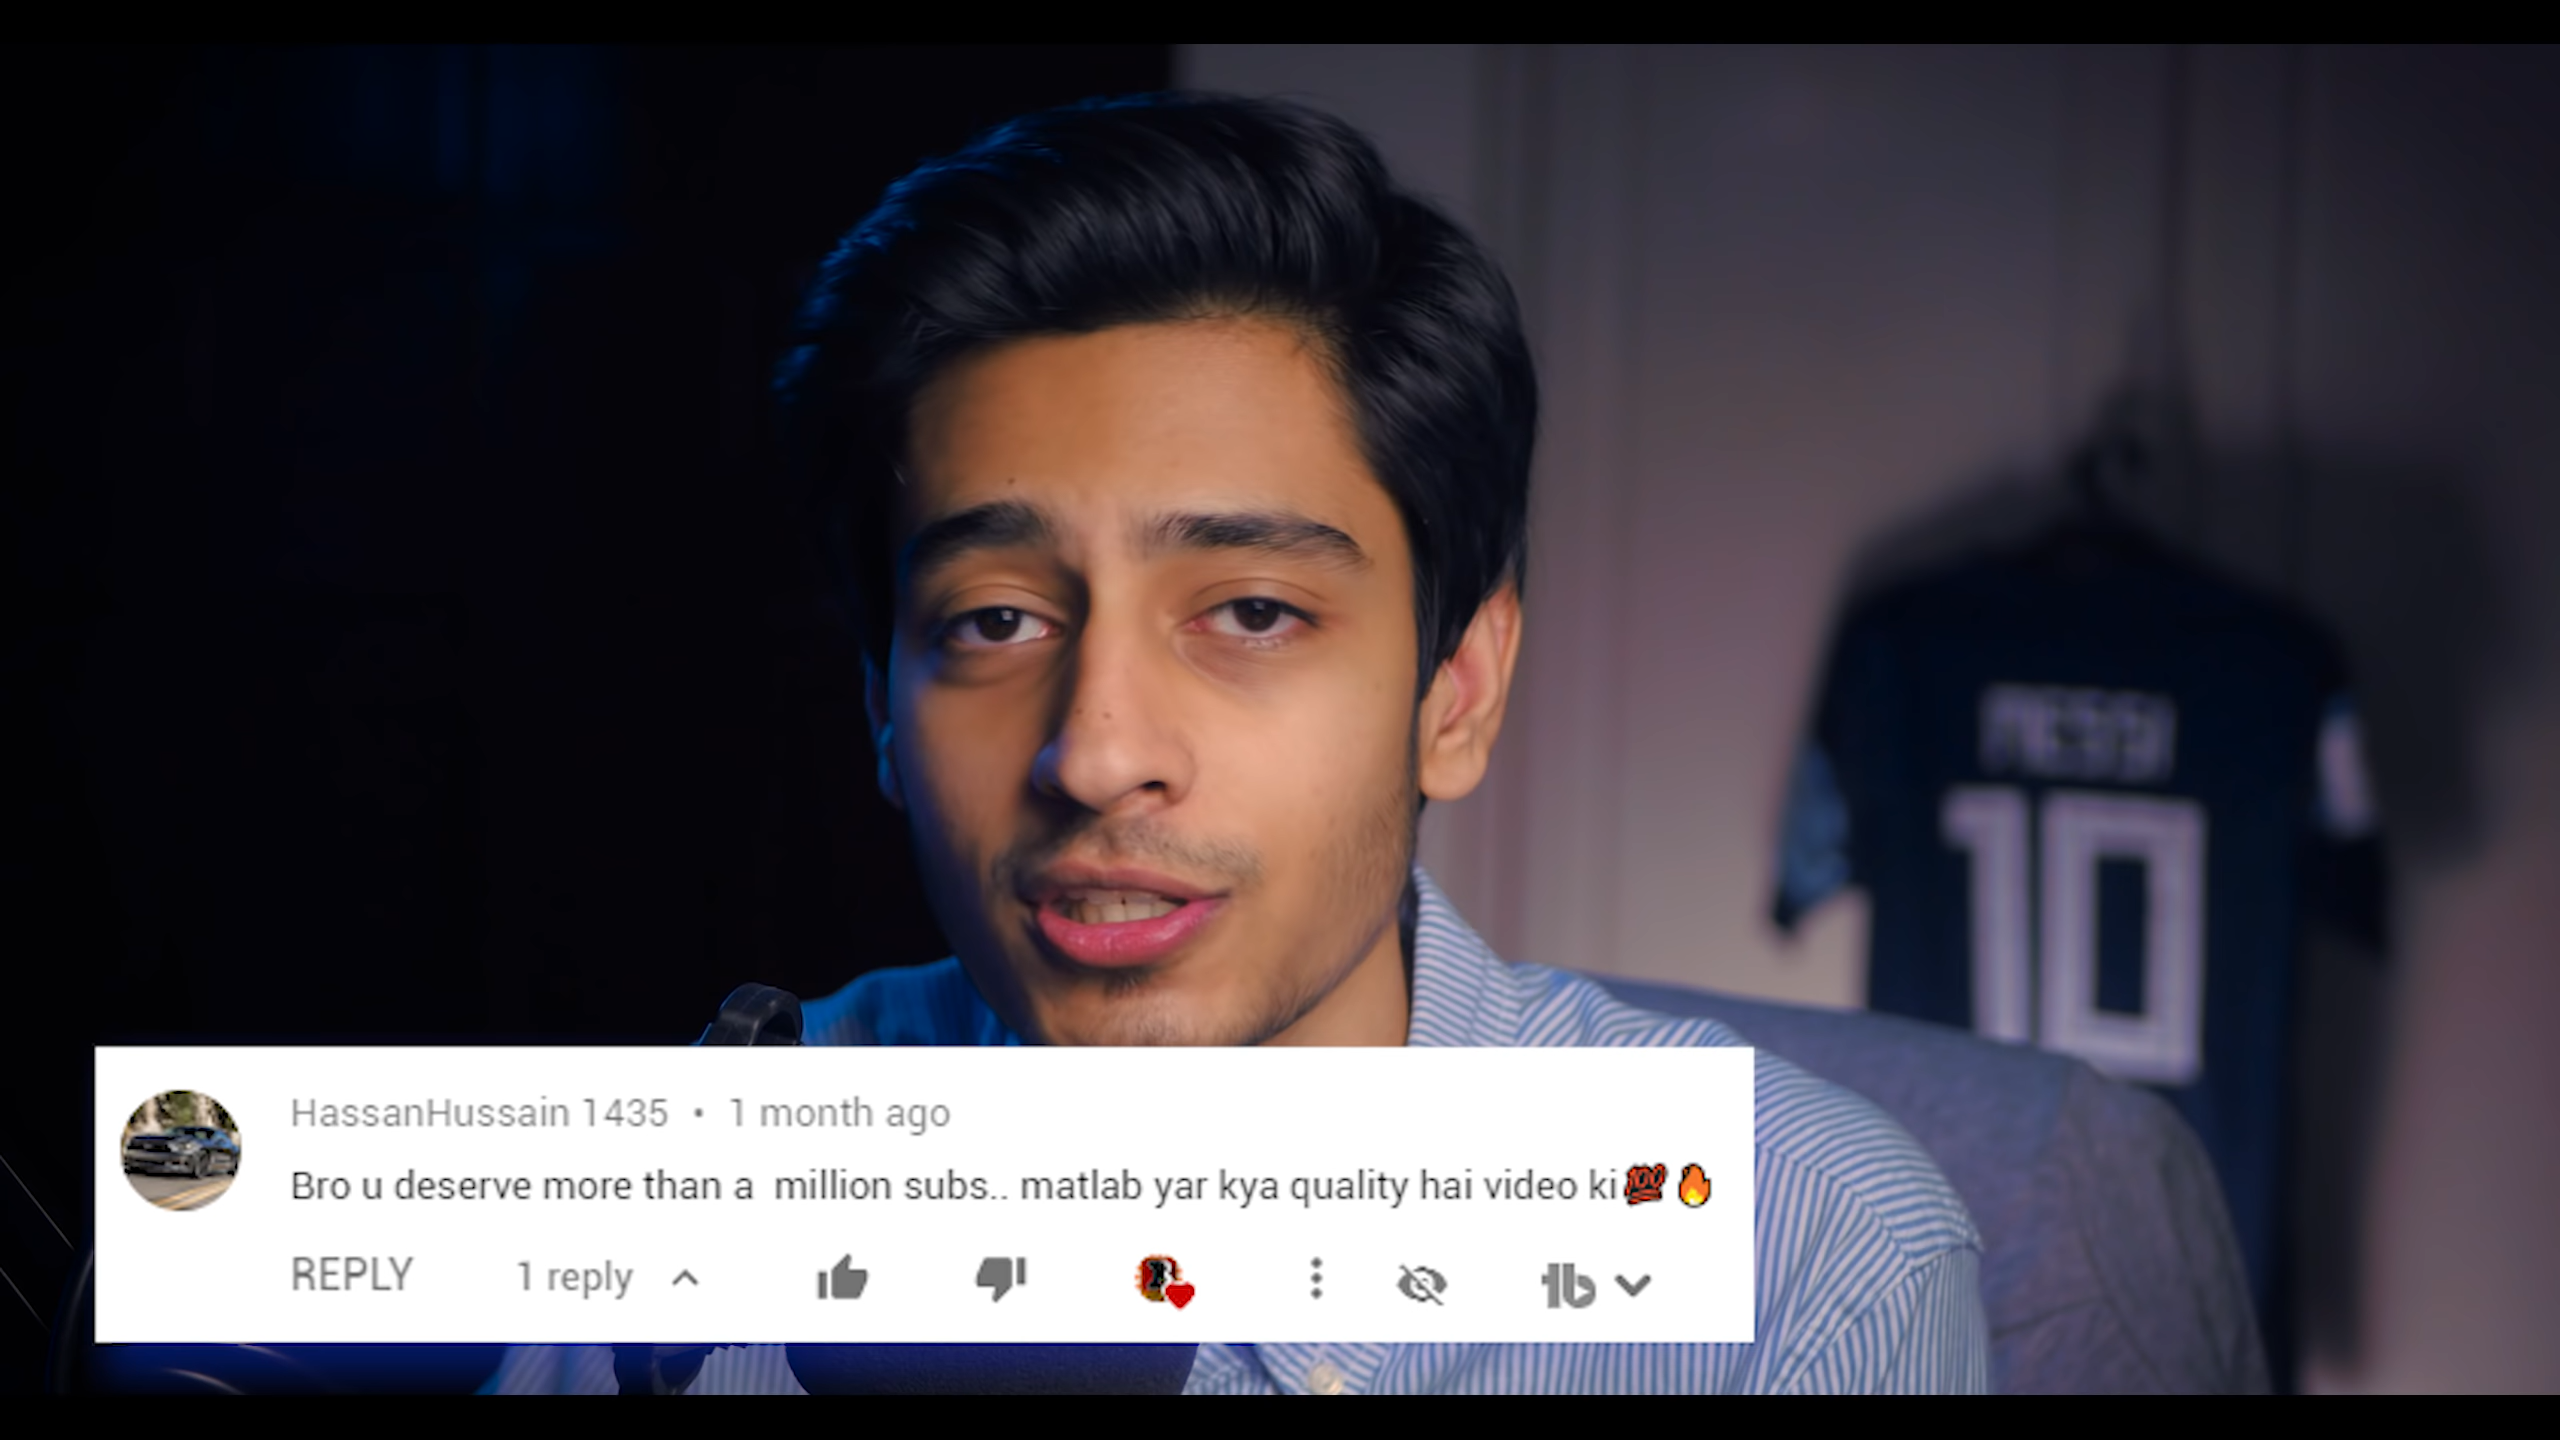 MESSI
10
HassanHussain 1435 • 1 month ago
Bro u deserve more than a million subs.. matlab yar kya quality hai video ki💯🔥
REPLY 1 reply